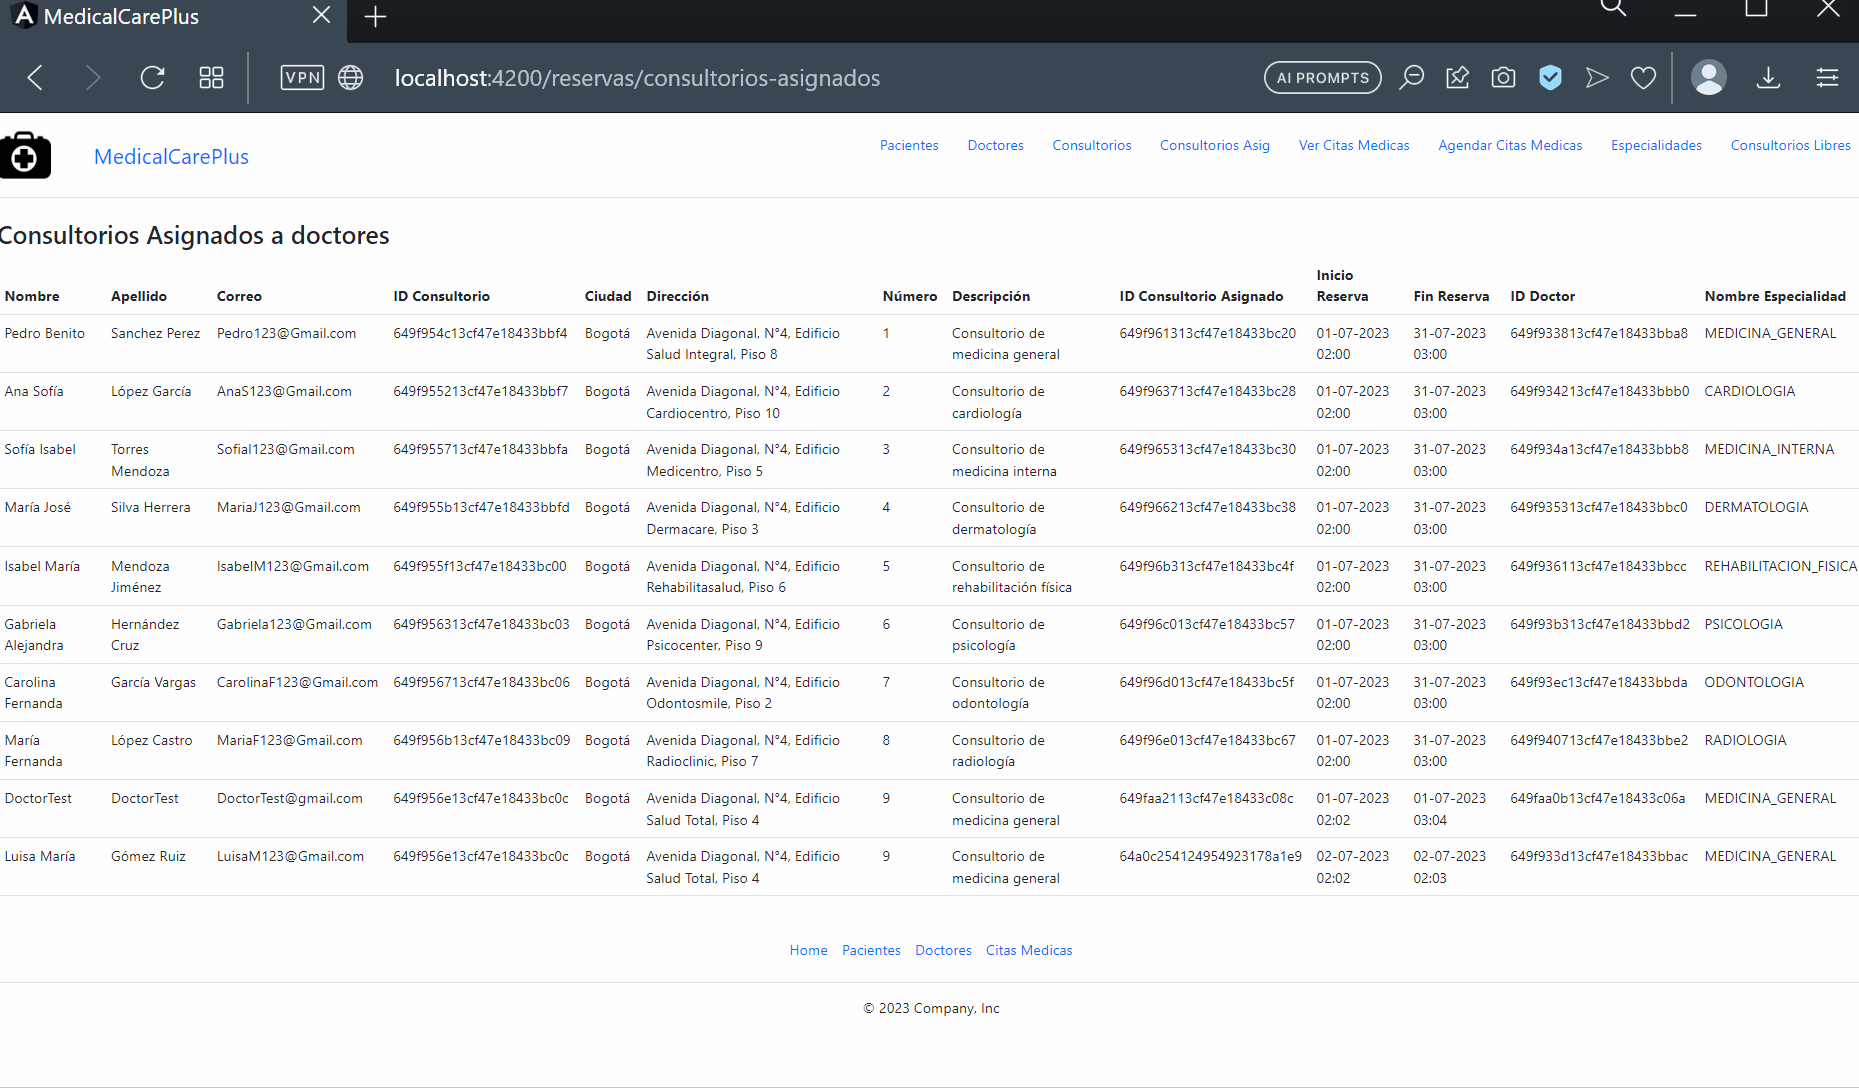 MedicalCarePlus
VPN localhost:4200/reservas/consultorios-asignados AI PROMPTS
MedicalCarePlus Pacientes Doctores Consultorios Consultorios Asig Ver Citas Medicas Agendar Citas Medicas Especialidades Consultorios Libres
Consultorios Asignados a doctores
Nombre Apellido Correo ID Consultorio Ciudad Dirección Número Descripción ID Consultorio Asignado Inicio Reserva Fin Reserva ID Doctor Nombre Especialidad
Pedro Benito Sanchez Perez Pedro123@Gmail.com 649f954c13cf47e18433bbf4 Bogotá Avenida Diagonal, N°4, Edificio 1 Consultorio de 649f961313cf47e18433bc20 01-07-2023 31-07-2023 649f933813cf47e18433bba8 MEDICINA_GENERAL
Salud Integral, Piso 8 medicina general 02:00 03:00
Ana Sofía López García AnaS123@Gmail.com 649f955213cf47e18433bbf7 Bogotá Avenida Diagonal, N°4, Edificio 2 Consultorio de 649f963713cf47e18433bc28 01-07-2023 31-07-2023 649f934213cf47e18433bbb0 CARDIOLOGIA
Cardiocentro, Piso 10 cardiología 02:00 03:00
Sofía Isabel Torres SofiaI123@Gmail.com 649f955713cf47e18433bbfa Bogotá Avenida Diagonal, N°4, Edificio 3 Consultorio de 649f965313cf47e18433bc30 01-07-2023 31-07-2023 649f934a13cf47e18433bbb8 MEDICINA_INTERNA
Mendoza Medicentro, Piso 5 medicina interna 02:00 03:00
María José Silva Herrera MariaJ123@Gmail.com 649f955b13cf47e18433bbfd Bogotá Avenida Diagonal, N°4, Edificio 4 Consultorio de 649f966213cf47e18433bc38 01-07-2023 31-07-2023 649f935313cf47e18433bbc0 DERMATOLOGIA
Dermacare, Piso 3 dermatología 02:00 03:00
Isabel María Mendoza IsabelM123@Gmail.com 649f955f13cf47e18433bc00 Bogotá Avenida Diagonal, N°4, Edificio 5 Consultorio de 649f96b313cf47e18433bc4f 01-07-2023 31-07-2023 649f936113cf47e18433bbcc REHABILITACION_FISICA
Jiménez Rehabilitasalud, Piso 6 rehabilitación física 02:00 03:00
Gabriela Hernández Gabriela123@Gmail.com 649f956313cf47e18433bc03 Bogotá Avenida Diagonal, N°4, Edificio 6 Consultorio de 649f96c013cf47e18433bc57 01-07-2023 31-07-2023 649f93b313cf47e18433bbd2 PSICOLOGIA
Alejandra Cruz Psicocenter, Piso 9 psicología 02:00 03:00
Carolina García Vargas CarolinaF123@Gmail.com 649f956713cf47e18433bc06 Bogotá Avenida Diagonal, N°4, Edificio 7 Consultorio de 649f96d013cf47e18433bc5f 01-07-2023 31-07-2023 649f93ec13cf47e18433bbda ODONTOLOGIA
Fernanda Odontosmile, Piso 2 odontología 02:00 03:00
María López Castro MariaF123@Gmail.com 649f956b13cf47e18433bc09 Bogotá Avenida Diagonal, N°4, Edificio 8 Consultorio de 649f96e013cf47e18433bc67 01-07-2023 31-07-2023 649f940713cf47e18433bbe2 RADIOLOGIA
Fernanda Radioclinic, Piso 7 radiología 02:00 03:00
DoctorTest DoctorTest DoctorTest@gmail.com 649f956e13cf47e18433bc0c Bogotá Avenida Diagonal, N°4, Edificio 9 Consultorio de 649faa2113cf47e18433c08c 01-07-2023 01-07-2023 649faa0b13cf47e18433c06a MEDICINA_GENERAL
Salud Total, Piso 4 medicina general 02:02 03:04
Luisa María Gómez Ruiz LuisaM123@Gmail.com 649f956e13cf47e18433bc0c Bogotá Avenida Diagonal, N°4, Edificio 9 Consultorio de 64a0c254124954923178a1e9 02-07-2023 02-07-2023 649f933d13cf47e18433bbac MEDICINA_GENERAL
Salud Total, Piso 4 medicina general 02:02 02:03
Home Pacientes Doctores Citas Medicas
© 2023 Company, Inc